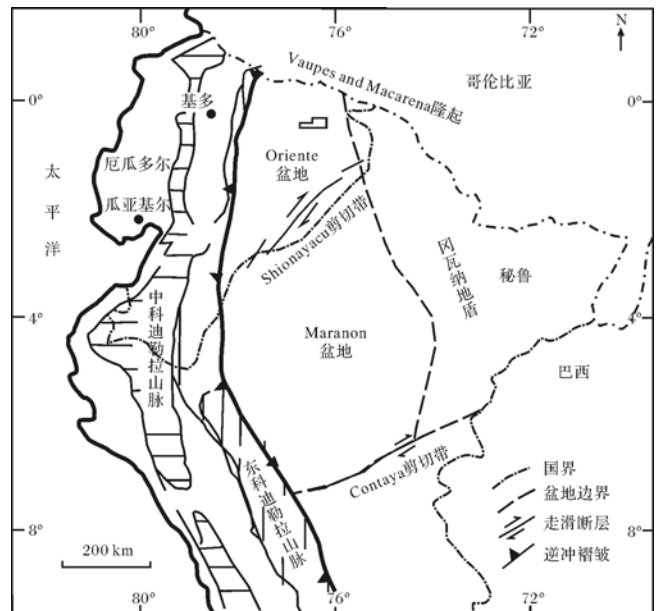 80°
76°
72°
N
0°
0°
4°
4°
8°
8°
80°
76°
72°
Vaupes and Macarena隆起
哥伦比亚
基多
Oriente
盆地
厄瓜多尔
瓜亚基尔
太平洋
Shionayacu剪切带
冈瓦纳地盾
秘鲁
中科迪勒拉山脉
Maranon
盆地
巴西
Contaya剪切带
东科迪勒拉山脉
国界
盆地边界
走滑断层
逆冲褶皱
200 km